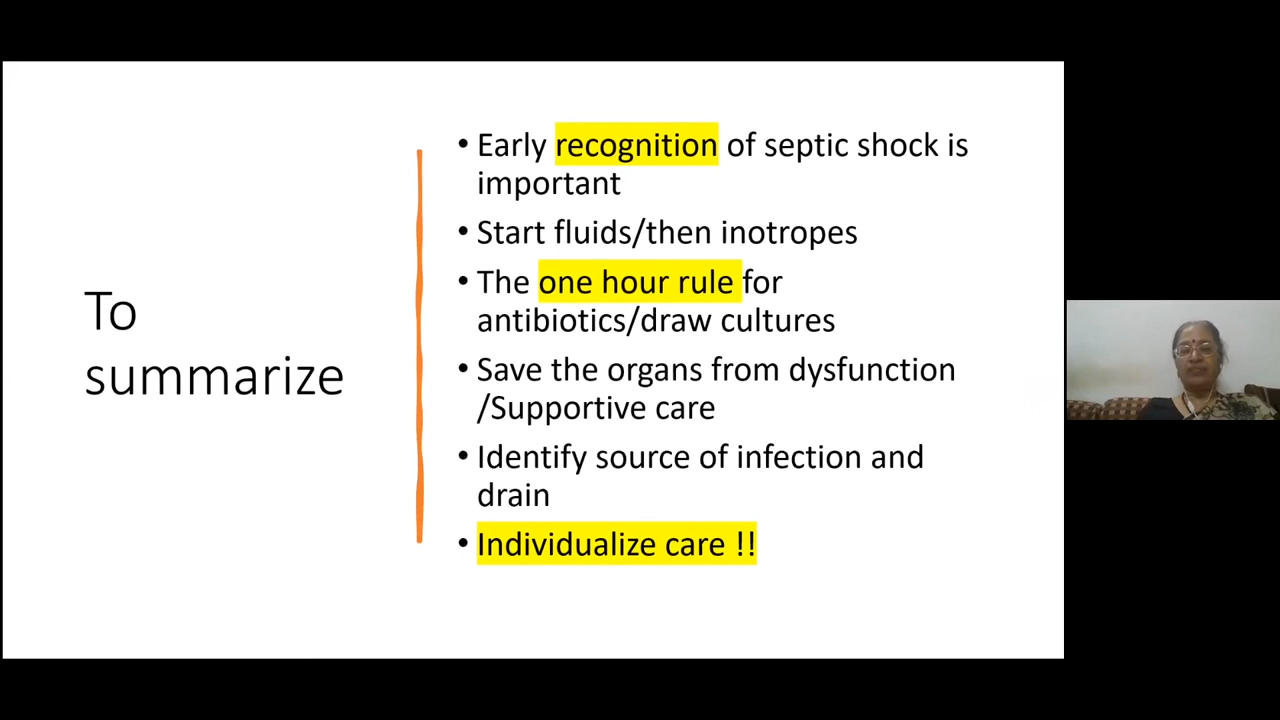 To
summarize
• Early recognition of septic shock is
important
• Start fluids/then inotropes
• The one hour rule for
antibiotics/draw cultures
• Save the organs from dysfunction
/Supportive care
• Identify source of infection and
drain
• Individualize care !!